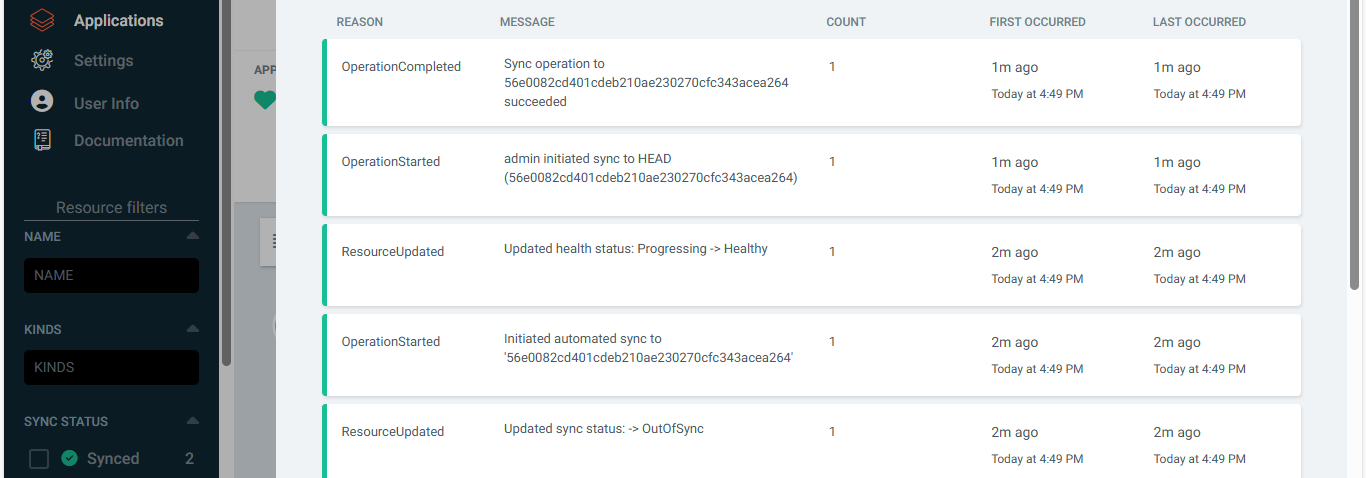 Applications
Settings
User Info
Documentation
Resource filters
NAME
NAME
KINDS
KINDS
SYNC STATUS
Synced 2
APP
REASON MESSAGE COUNT FIRST OCCURRED LAST OCCURRED
OperationCompleted Sync operation to 1 1m ago 1m ago
56e0082cd401cdeb210ae230270cfc343acea264 Today at 4:49 PM Today at 4:49 PM
succeeded
OperationStarted admin initiated sync to HEAD 1 1m ago 1m ago
(56e0082cd401cdeb210ae230270cfc343acea264) Today at 4:49 PM Today at 4:49 PM
ResourceUpdated Updated health status: Progressing -> Healthy 1 2m ago 2m ago
Today at 4:49 PM Today at 4:49 PM
OperationStarted Initiated automated sync to 1 2m ago 2m ago
'56e0082cd401cdeb210ae230270cfc343acea264' Today at 4:49 PM Today at 4:49 PM
ResourceUpdated Updated sync status: -> OutOfSync 1 2m ago 2m ago
Today at 4:49 PM Today at 4:49 PM